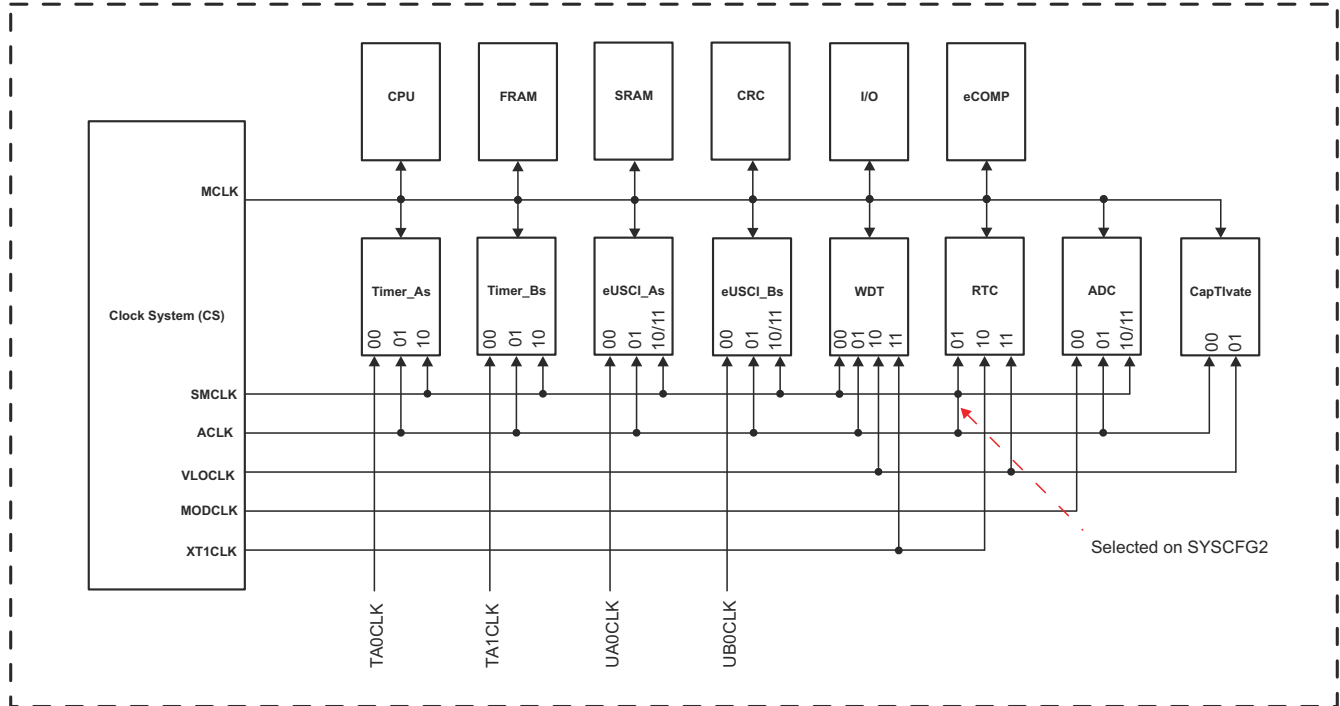 CPU
FRAM
SRAM
CRC
I/O
eCOMP
MCLK
Clock System (CS)
Timer_As
00
01
10
Timer_Bs
00
01
10
eUSCI_As
00
01
10/11
eUSCI_Bs
00
01
10/11
WDT
00
01
10
11
RTC
01
10
11
ADC
00
01
10/11
CapTIvate
00
01
SMCLK
ACLK
VLOCLK
MODCLK
XT1CLK
Selected on SYSCFG2
TA0CLK
TA1CLK
UA0CLK
UB0CLK